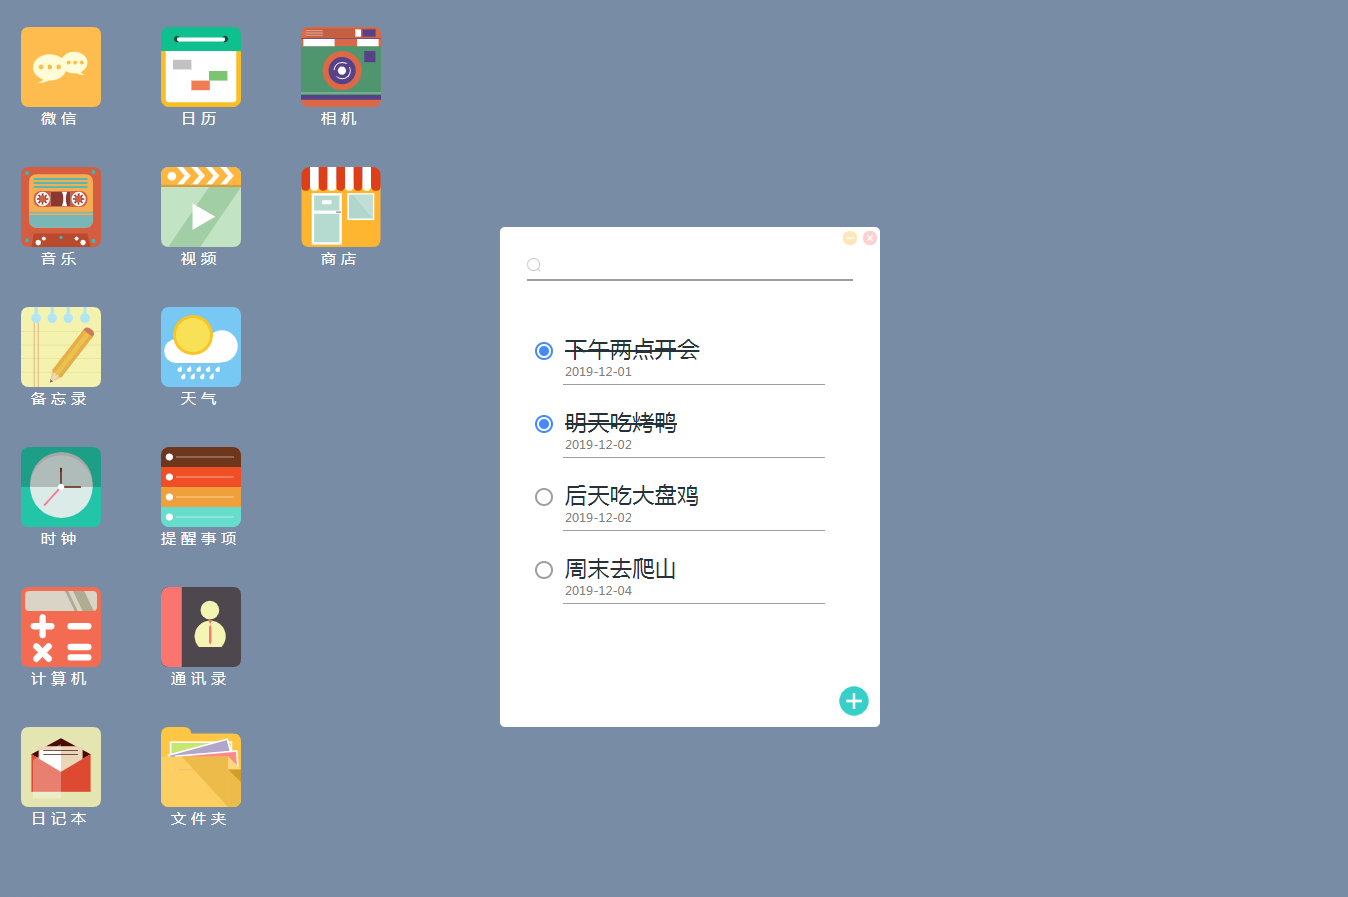 微信
日历
相机
音乐
视频
商店
备忘录
天气
时钟
提醒事项
计算机
通讯录
日记本
文件夹
下午两点开会
2019-12-01
明天吃烤鸭
2019-12-02
后天吃大盘鸡
2019-12-02
周末去爬山
2019-12-04